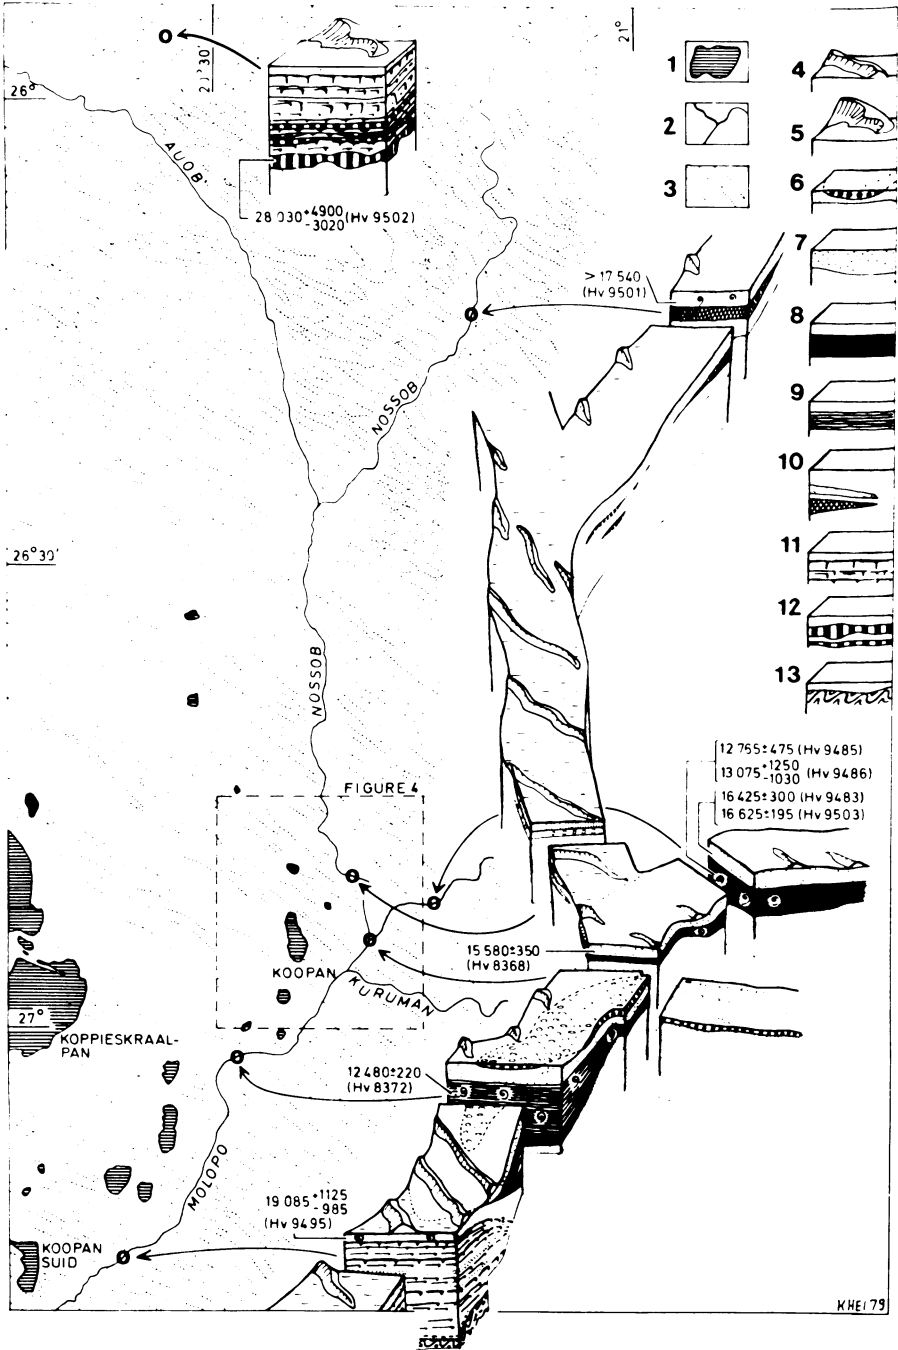 20°30'
21°
26°
AUOB
28 030 +4900 -3020 (Hv 9502)
1
2
3
4
5
6
7
8
9
10
11
12
13
> 17 540
(Hv 9501)
NOSSOB
26°30'
NOSSOB
12 765±475 (Hv 9485)
13 075 +1250 -1030 (Hv 9486)
16 425±300 (Hv 9483)
16 625±195 (Hv 9503)
FIGURE 4
15 580±350
(Hv 8368)
KOOPAN
KURUMAN
27°
KOPPIESKRAAL-
PAN
12 480±220
(Hv 8372)
MOLOPO
19 085 +1125 -985
(Hv 9495)
KOOPAN
SUID
KHEI 79